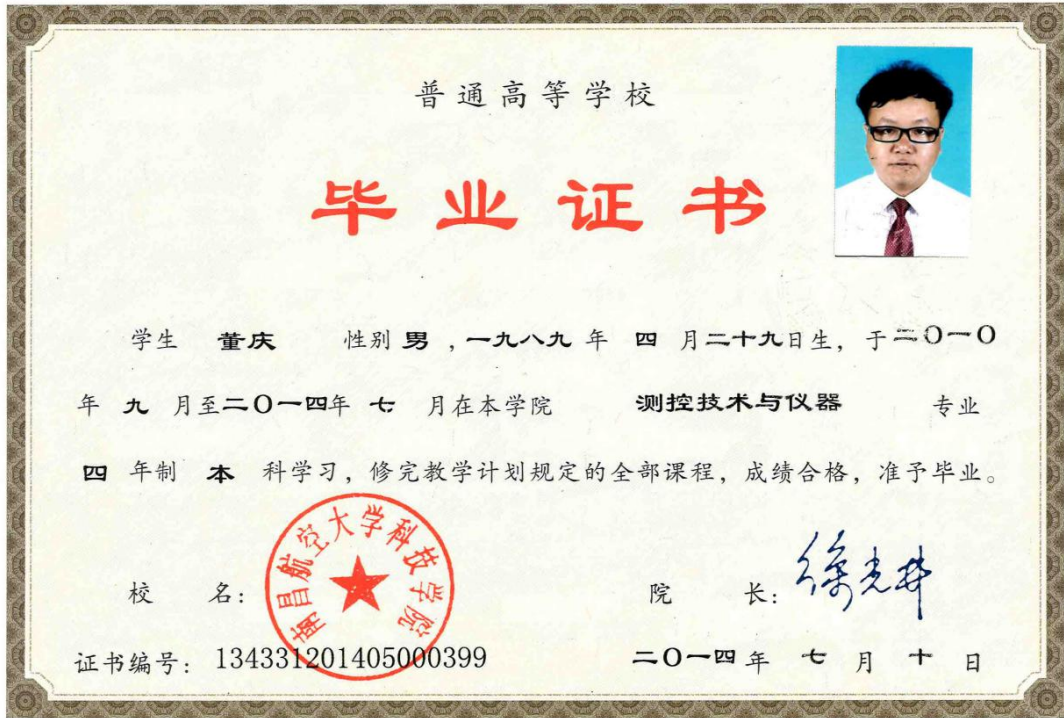 普通高等学校
毕业证书
学生 董庆 性别 男 ，一九八九 年 四 月二十九日生，于二〇一〇
年 九 月至二〇一四年 七 月在本学院 测控技术与仪器 专业
四 年制 本 科学习，修完教学计划规定的全部课程，成绩合格，准予毕业。
南昌航空大学科技学院
校 名： 院 长：
证书编号：134331201405000399 二〇一四 年 七 月 十 日